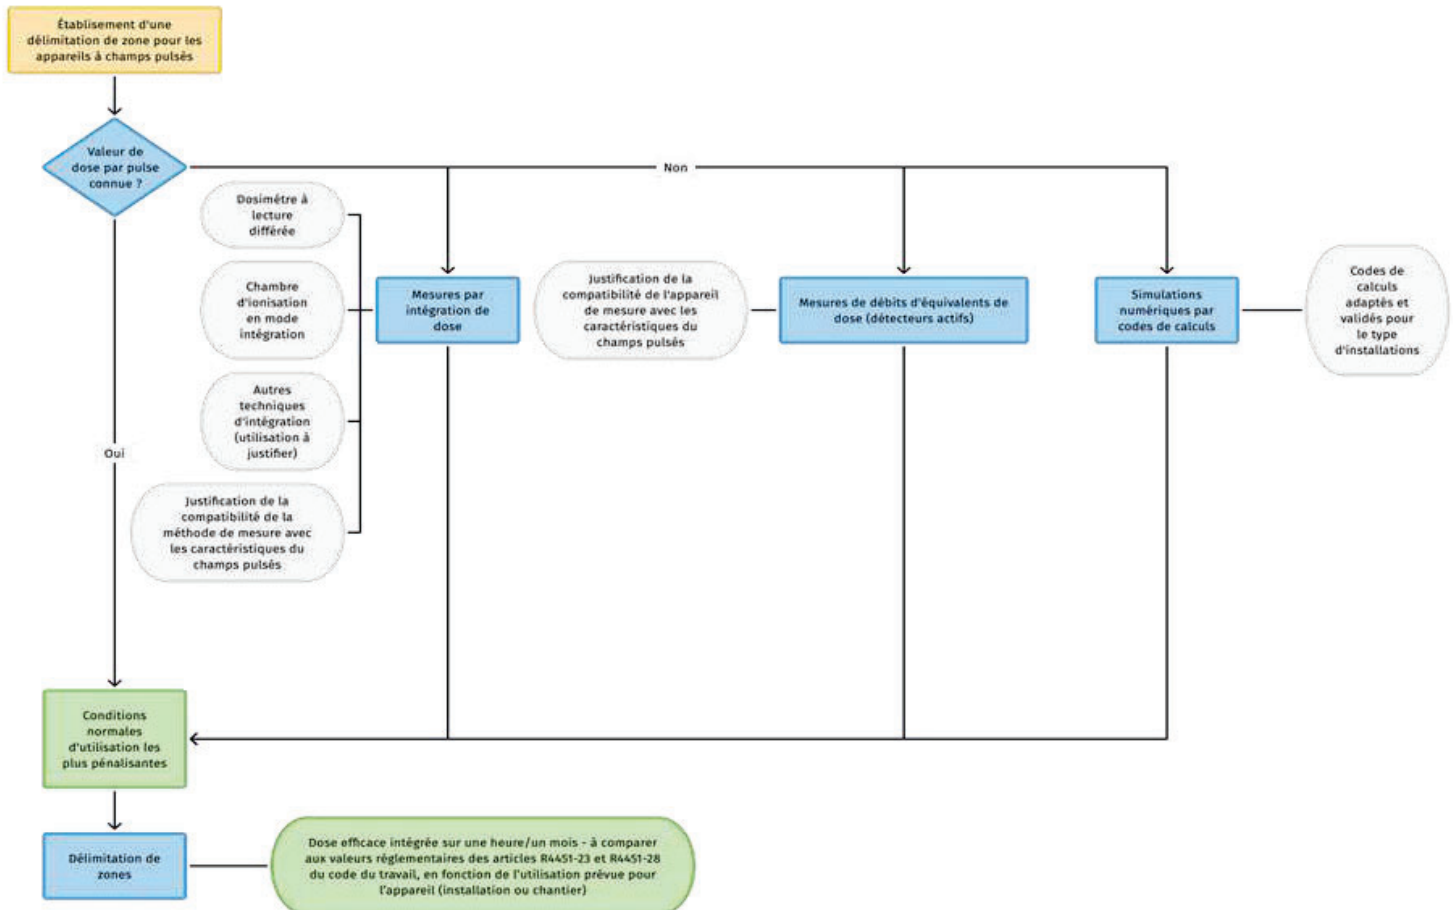 Établisement d'une
délimitation de zone pour les
appareils à champs pulsés
Valeur de
dose par pulse
connue ?
Non
Dosimètre à
lecture
différée
Chambre
d'ionisation
en mode
intégration
Autres
techniques
d'intégration
(utilisation à
justifier)
Justification de la
compatibilité de la
méthode de mesure avec
les caractéristiques du
champs pulsés
Mesures par
intégration de
dose
Justification de la
compatibilité de l'appareil
de mesure avec les
caractéristiques du
champs pulsés
Mesures de débits d'équivalents de
dose (détecteurs actifs)
Simulations
numériques par
codes de calculs
Codes de
calculs
adaptés et
validés pour
le type
d'installations
Oui
Conditions
normales
d'utilisation les
plus pénalisantes
Délimitation de
zones
Dose efficace intégrée sur une heure/un mois - à comparer
aux valeurs réglementaires des articles R4451-23 et R4451-28
du code du travail, en fonction de l'utilisation prévue pour
l'appareil (installation ou chantier)